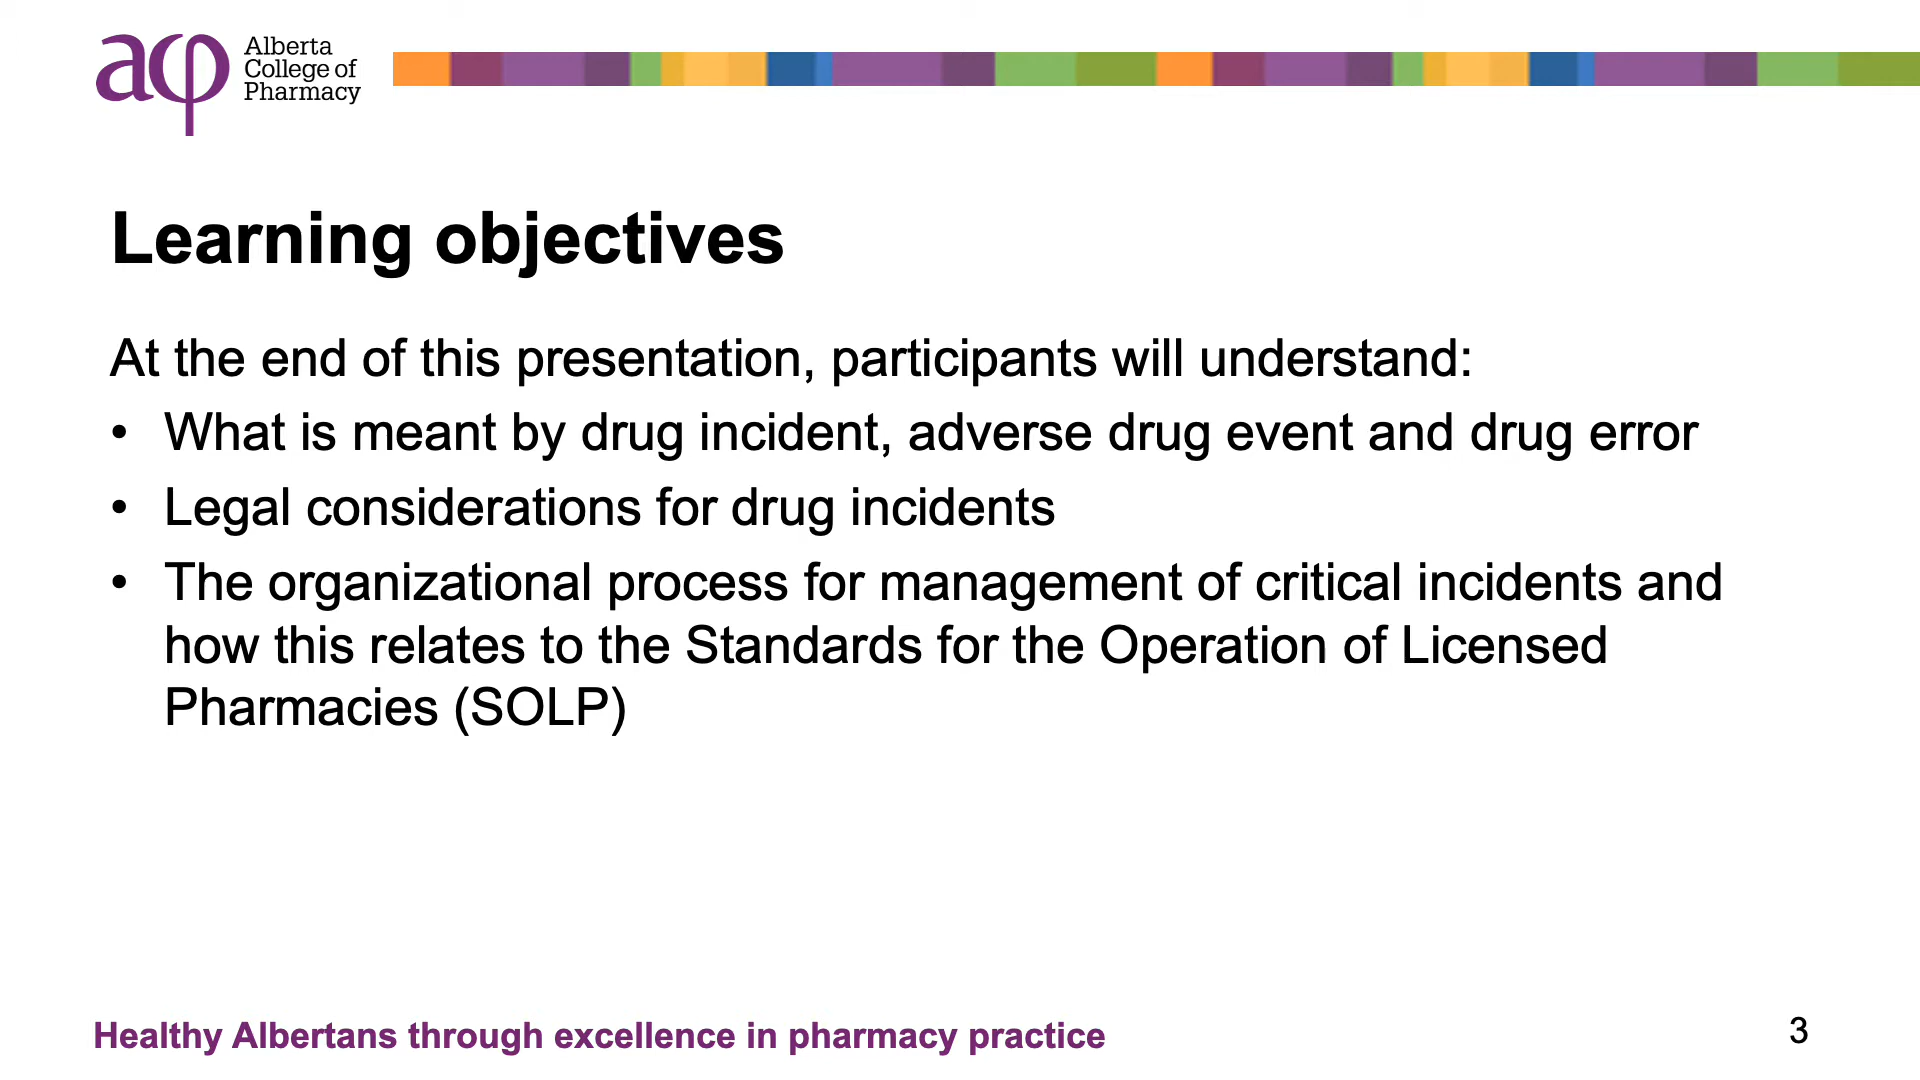 Alberta
College of
Pharmacy
Learning objectives
At the end of this presentation, participants will understand:
• What is meant by drug incident, adverse drug event and drug error
• Legal considerations for drug incidents
• The organizational process for management of critical incidents and
how this relates to the Standards for the Operation of Licensed
Pharmacies (SOLP)
Healthy Albertans through excellence in pharmacy practice
3